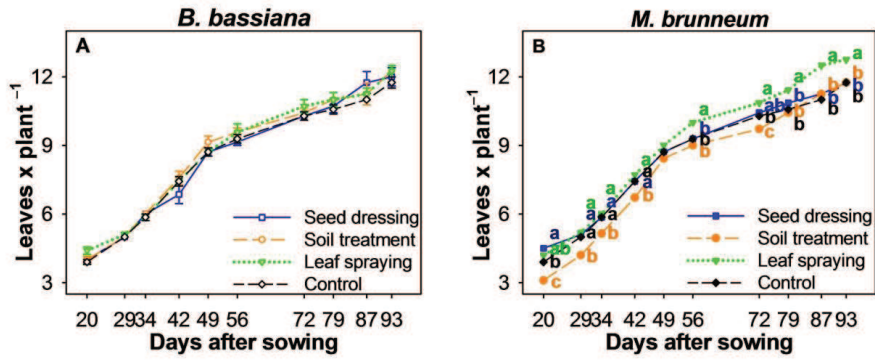 B. bassiana
M. brunneum
A
Leaves x plant⁻¹
12
9
6
3
Seed dressing
Soil treatment
Leaf spraying
Control
20 29 34 42 49 56 72 79 87 93
Days after sowing
B
Leaves x plant⁻¹
12
9
6
3
a a a a a a a a a a
a a a a b ab b b b
c b b b b c b b b
ab
b a a a b b b b b
Seed dressing
Soil treatment
Leaf spraying
Control
20 29 34 42 49 56 72 79 87 93
Days after sowing